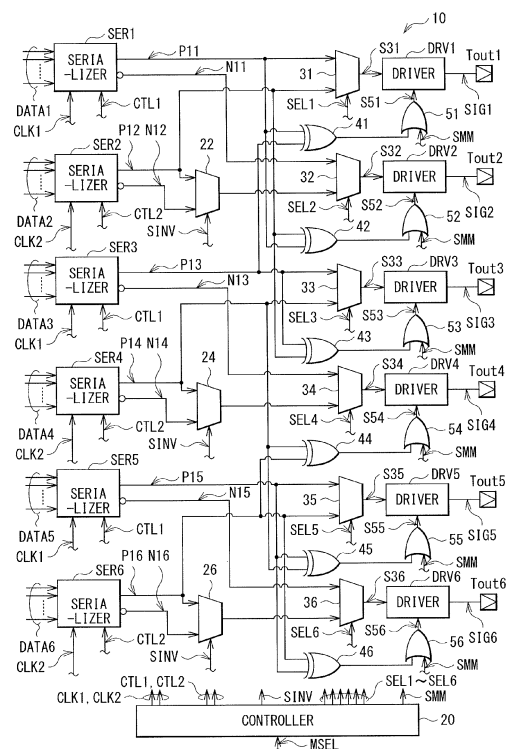 10
SER1
P11
N11
SERIA
-LIZER
DATA1
CLK1
CTL1
31
SEL1
S31
DRV1
DRIVER
Tout1
S51
51
SIG1
SMM
41
SER2
P12 N12
22
SERIA
-LIZER
DATA2
CLK2
CTL2
SINV
32
SEL2
S32
DRV2
DRIVER
Tout2
S52
52
SIG2
SMM
42
SER3
P13
N13
SERIA
-LIZER
DATA3
CLK1
CTL1
33
SEL3
S33
DRV3
DRIVER
Tout3
S53
53
SIG3
SMM
43
SER4
P14 N14
24
SERIA
-LIZER
DATA4
CLK2
CTL2
SINV
34
SEL4
S34
DRV4
DRIVER
Tout4
S54
54
SIG4
SMM
44
SER5
P15
N15
SERIA
-LIZER
DATA5
CLK1
CTL1
35
SEL5
S35
DRV5
DRIVER
Tout5
S55
55
SIG5
SMM
45
SER6
P16 N16
26
SERIA
-LIZER
DATA6
CLK2
CTL2
SINV
36
SEL6
S36
DRV6
DRIVER
Tout6
S56
56
SIG6
SMM
46
CLK1, CLK2
CTL1, CTL2
SINV
SEL1~SEL6
SMM
CONTROLLER
20
MSEL